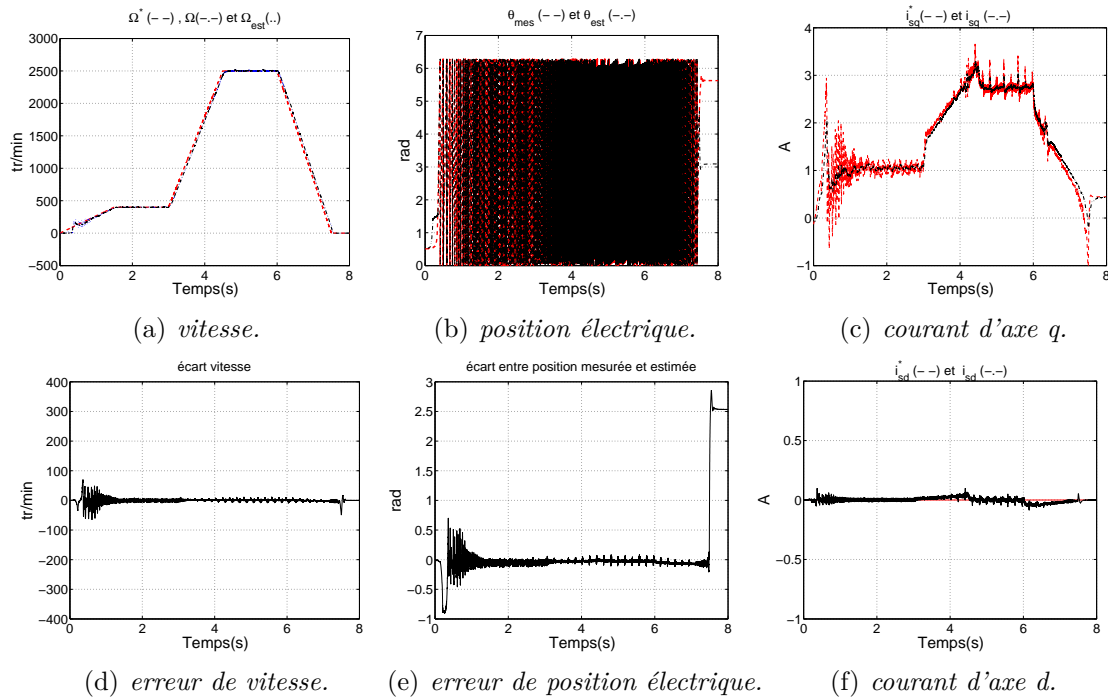 Ω* (– –) , Ω(–.–) et Ω_est(..)
3000
2500
2000
1500
1000
500
0
−500
tr/min
0 2 4 6 8
Temps(s)
(a) vitesse.
θ_mes (– –) et θ_est (–.–)
7
6
5
4
3
2
1
0
rad
0 2 4 6 8
Temps(s)
(b) position électrique.
i_sq* (– –) et i_sq (–.–)
4
3
2
1
0
−1
A
0 2 4 6 8
Temps(s)
(c) courant d'axe q.
écart vitesse
400
300
200
100
0
−100
−200
−300
−400
tr/min
0 2 4 6 8
Temps(s)
(d) erreur de vitesse.
écart entre position mesurée et estimée
3
2.5
2
1.5
1
0.5
0
−0.5
−1
rad
0 2 4 6 8
Temps(s)
(e) erreur de position électrique.
i_sd* (– –) et i_sd (–.–)
1
0.5
0
−0.5
−1
A
0 2 4 6 8
Temps(s)
(f) courant d'axe d.